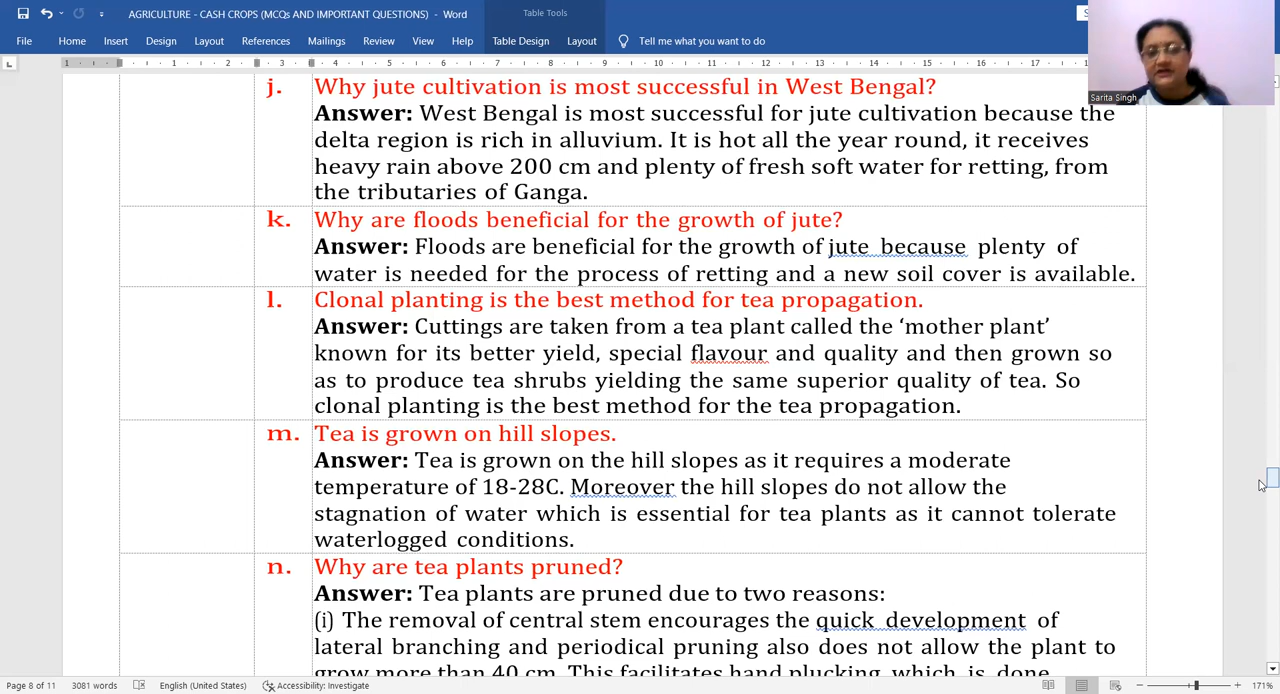 AGRICULTURE - CASH CROPS (MCQs AND IMPORTANT QUESTIONS) - Word
Table Tools
File Home Insert Design Layout References Mailings Review View Help Table Design Layout Tell me what you want to do
Sarita Singh
j. Why jute cultivation is most successful in West Bengal?
Answer: West Bengal is most successful for jute cultivation because the
delta region is rich in alluvium. It is hot all the year round, it receives
heavy rain above 200 cm and plenty of fresh soft water for retting, from
the tributaries of Ganga.
k. Why are floods beneficial for the growth of jute?
Answer: Floods are beneficial for the growth of jute because plenty of
water is needed for the process of retting and a new soil cover is available.
l. Clonal planting is the best method for tea propagation.
Answer: Cuttings are taken from a tea plant called the ‘mother plant’
known for its better yield, special flavour and quality and then grown so
as to produce tea shrubs yielding the same superior quality of tea. So
clonal planting is the best method for the tea propagation.
m. Tea is grown on hill slopes.
Answer: Tea is grown on the hill slopes as it requires a moderate
temperature of 18-28C. Moreover the hill slopes do not allow the
stagnation of water which is essential for tea plants as it cannot tolerate
waterlogged conditions.
n. Why are tea plants pruned?
Answer: Tea plants are pruned due to two reasons:
(i) The removal of central stem encourages the quick development of
lateral branching and periodical pruning also does not allow the plant to
grow more than 40 cm. This facilitates hand plucking, which is done
Page 8 of 11 3081 words English (United States) Accessibility: Investigate 171%